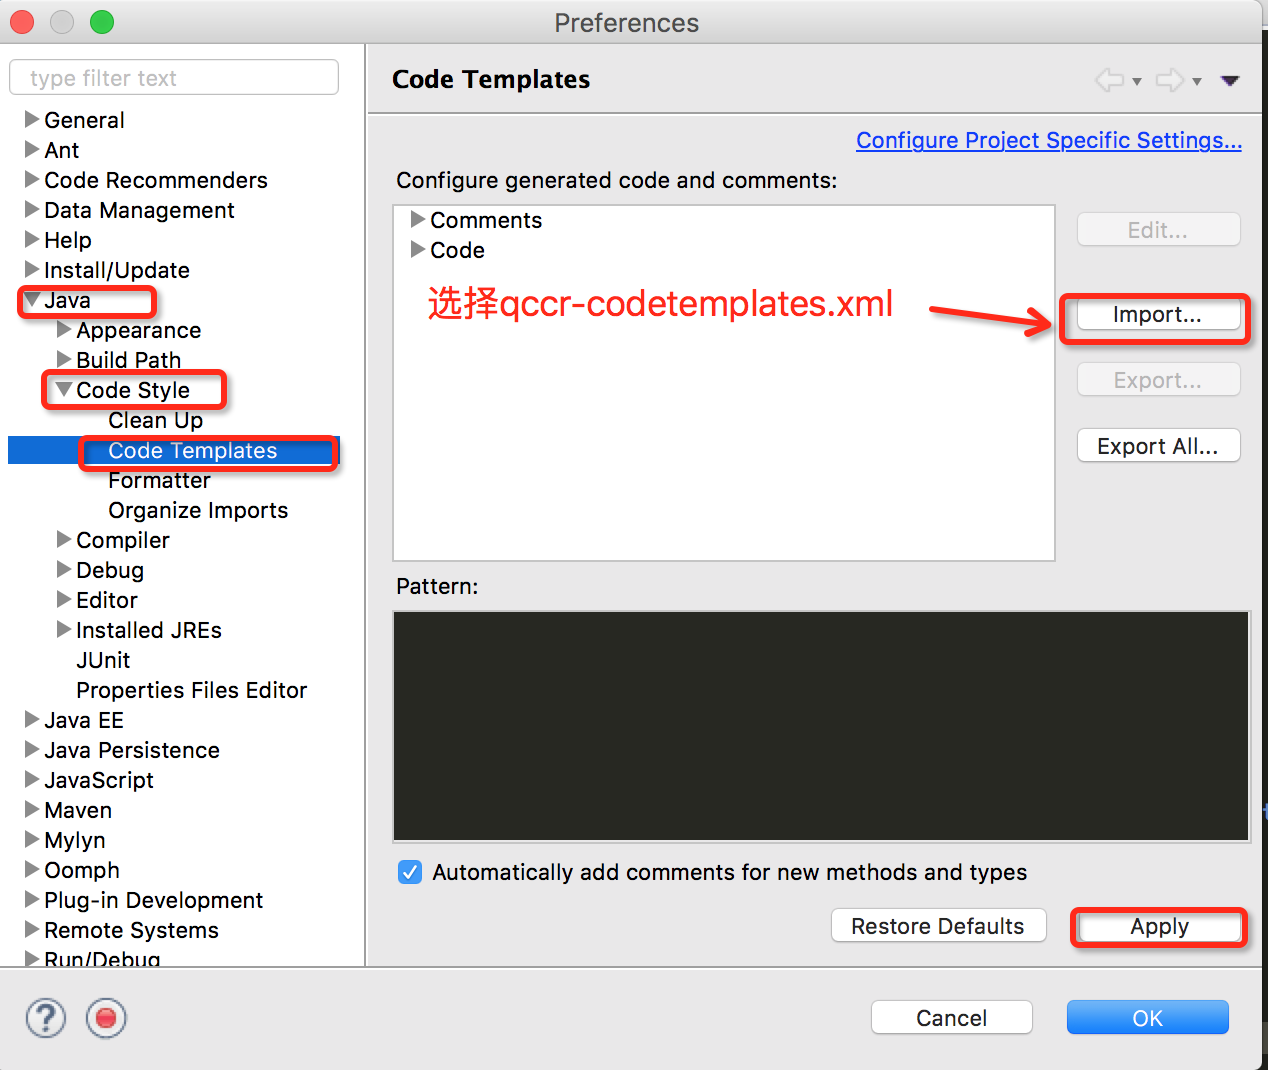 Preferences
type filter text
General
Ant
Code Recommenders
Data Management
Help
Install/Update
Java
Appearance
Build Path
Code Style
Clean Up
Code Templates
Formatter
Organize Imports
Compiler
Debug
Editor
Installed JREs
JUnit
Properties Files Editor
Java EE
Java Persistence
JavaScript
Maven
Mylyn
Oomph
Plug-in Development
Remote Systems
Run/Debug
Code Templates
Configure Project Specific Settings...
Configure generated code and comments:
Comments
Code
选择qccr-codetemplates.xml
Edit...
Import...
Export...
Export All...
Pattern:
Automatically add comments for new methods and types
Restore Defaults
Apply
?
Cancel
OK